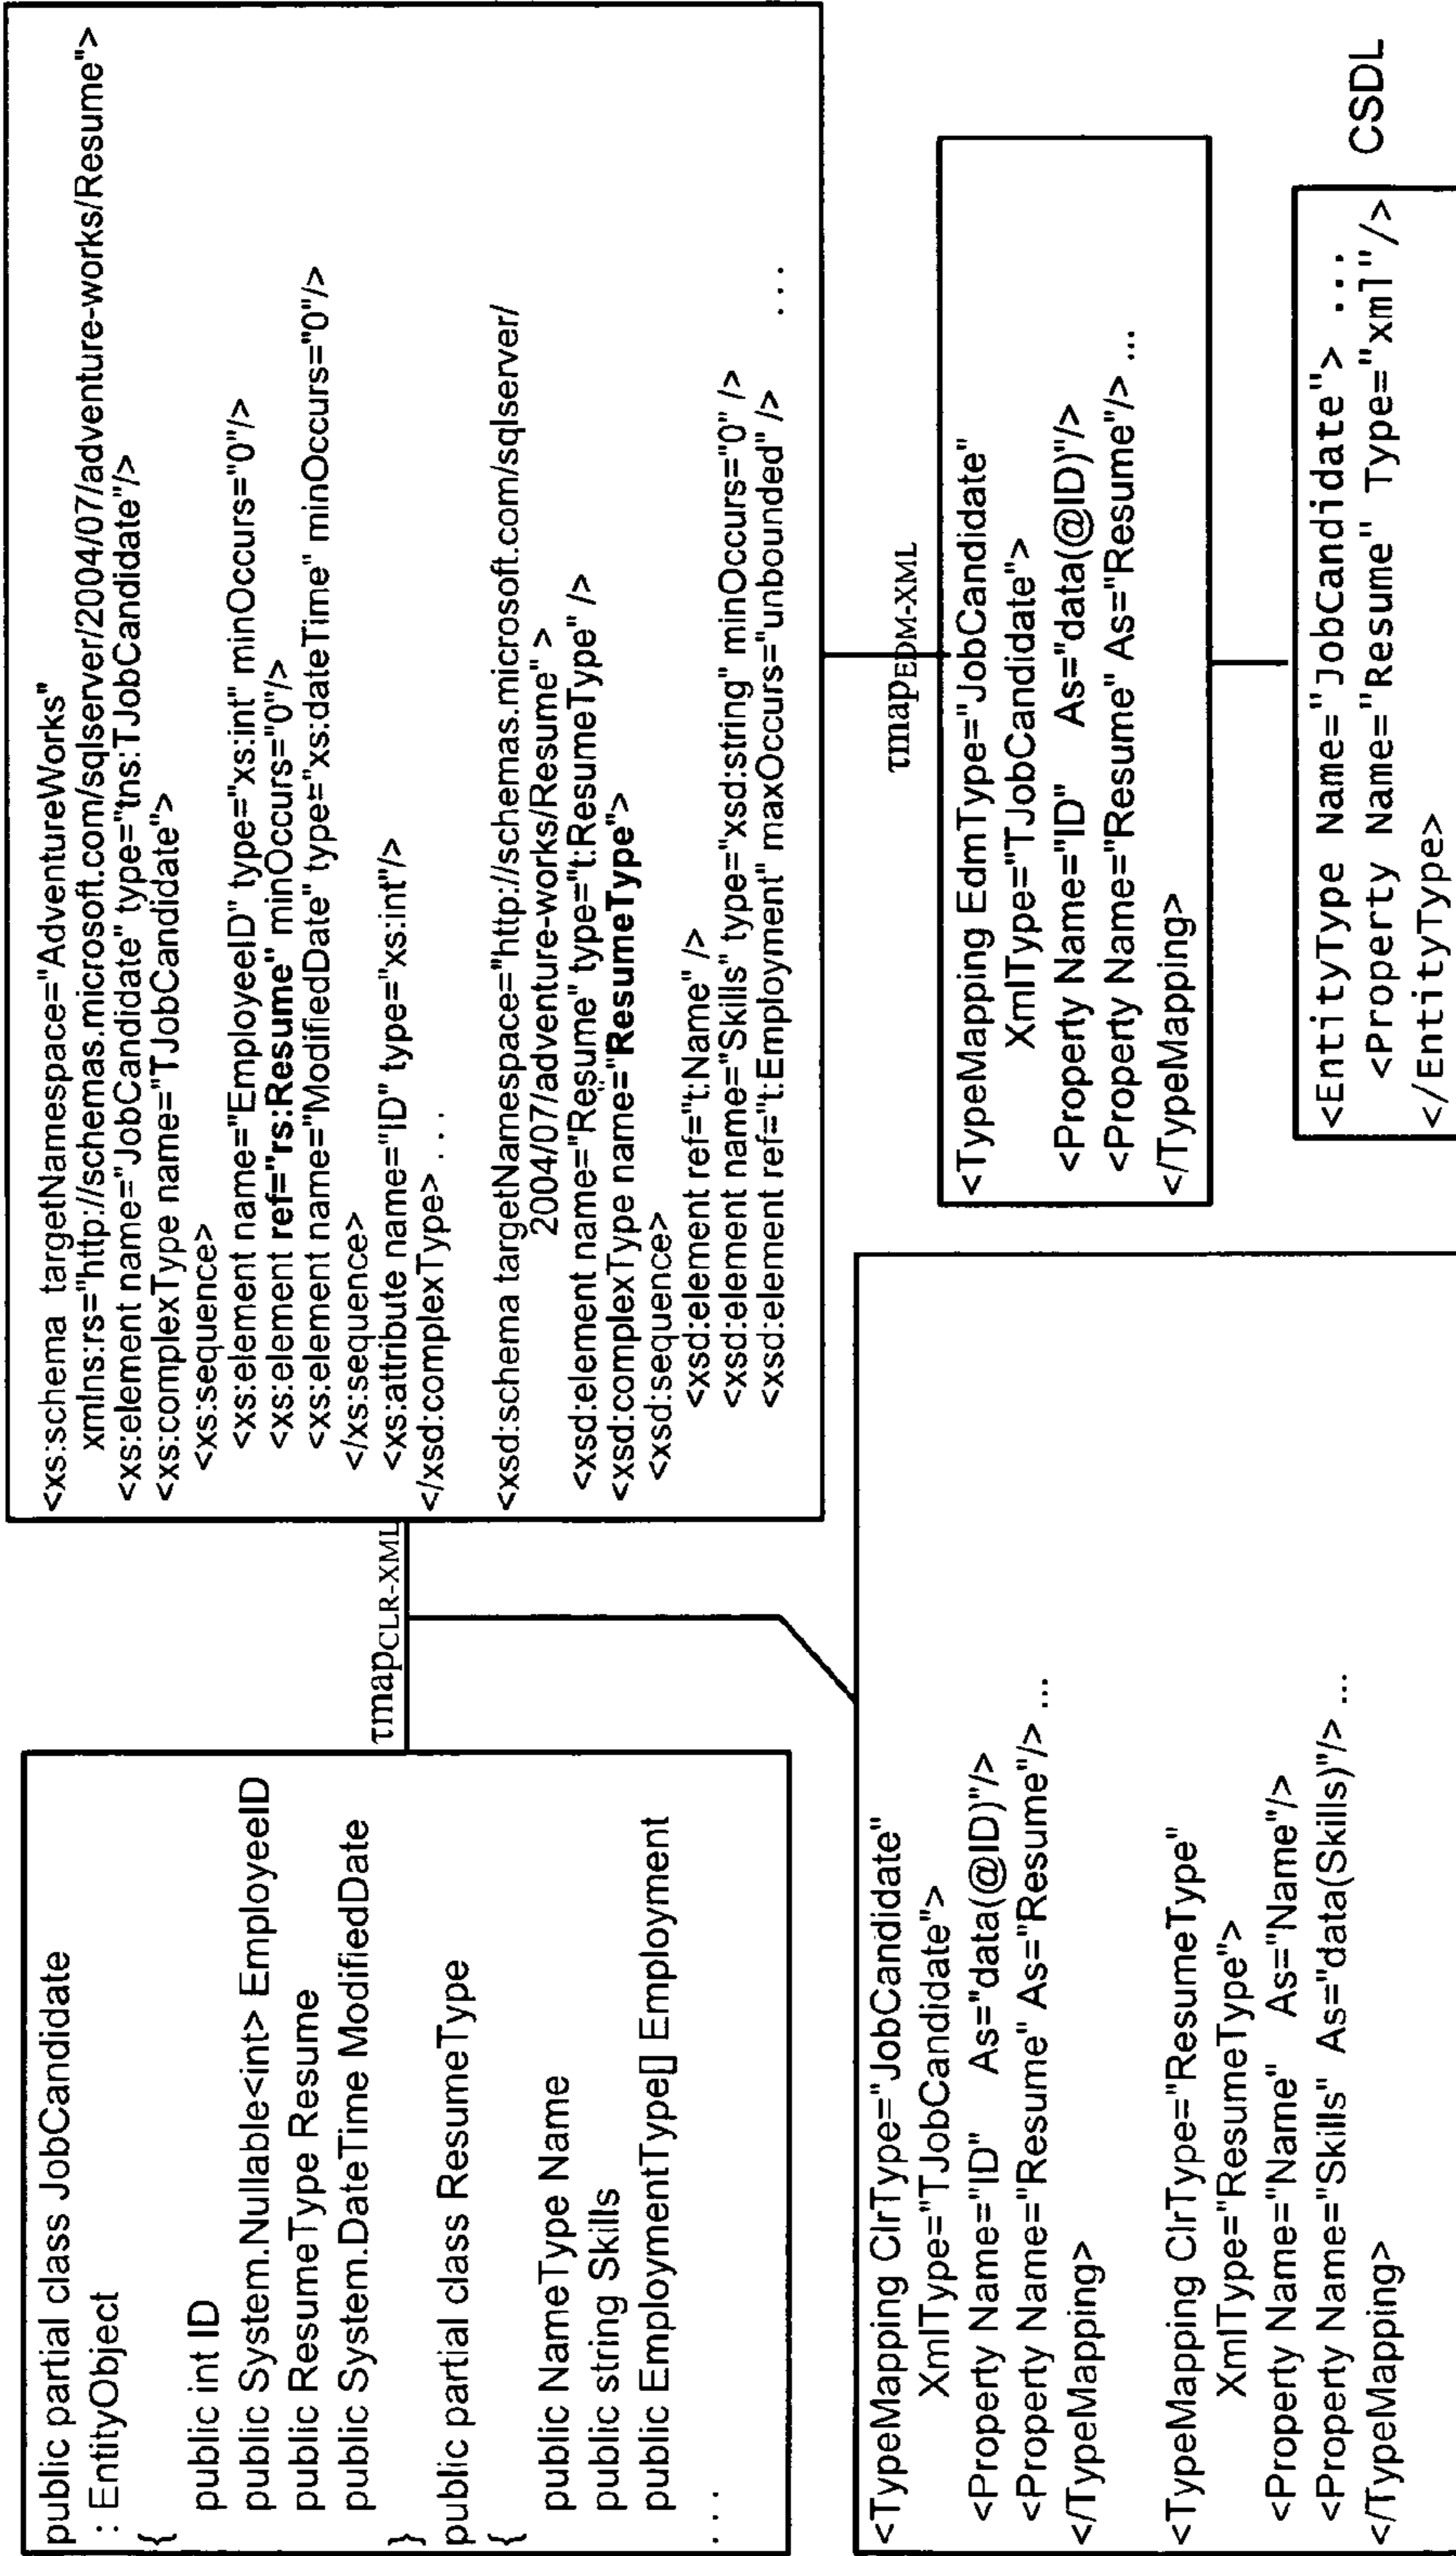 public partial class JobCandidate
: EntityObject
{
public int ID
public System.Nullable<int> EmployeeID
public ResumeType Resume
public System.DateTime ModifiedDate
}
public partial class ResumeType
{
public NameType Name
public string Skills
public EmploymentType[] Employment
...
τmapCLR-XML
<xs:schema targetNamespace="AdventureWorks"
xmlns:rs="http://schemas.microsoft.com/sqlserver/2004/07/adventure-works/Resume">
<xs:element name="JobCandidate" type="tns:TJobCandidate"/>
<xs:complexType name="TJobCandidate">
<xs:sequence>
<xs:element name="EmployeeID" type="xs:int" minOccurs="0"/>
<xs:element ref="rs:Resume" minOccurs="0"/>
<xs:element name="ModifiedDate" type="xs:dateTime" minOccurs="0"/>
</xs:sequence>
<xs:attribute name="ID" type="xs:int"/>
</xsd:complexType> ...
<xsd:schema targetNamespace="http://schemas.microsoft.com/sqlserver/
2004/07/adventure-works/Resume" >
<xsd:element name="Resume" type="t:ResumeType" />
<xsd:complexType name="ResumeType">
<xsd:sequence>
<xsd:element ref="t:Name" />
<xsd:element name="Skills" type="xsd:string" minOccurs="0" />
<xsd:element ref="t:Employment" maxOccurs="unbounded" /> ...
<TypeMapping ClrType="JobCandidate"
XmlType="TJobCandidate">
<Property Name="ID" As="data(@ID)"/>
<Property Name="Resume" As="Resume"/> ...
</TypeMapping>
<TypeMapping ClrType="ResumeType"
XmlType="ResumeType">
<Property Name="Name" As="Name"/>
<Property Name="Skills" As="data(Skills)"/> ...
</TypeMapping>
τmapEDM-XML
<TypeMapping EdmType="JobCandidate"
XmlType="TJobCandidate">
<Property Name="ID" As="data(@ID)"/>
<Property Name="Resume" As="Resume"/> ...
</TypeMapping>
CSDL
<EntityType Name="JobCandidate"> ...
<Property Name="Resume" Type="xml"/>
</EntityType>